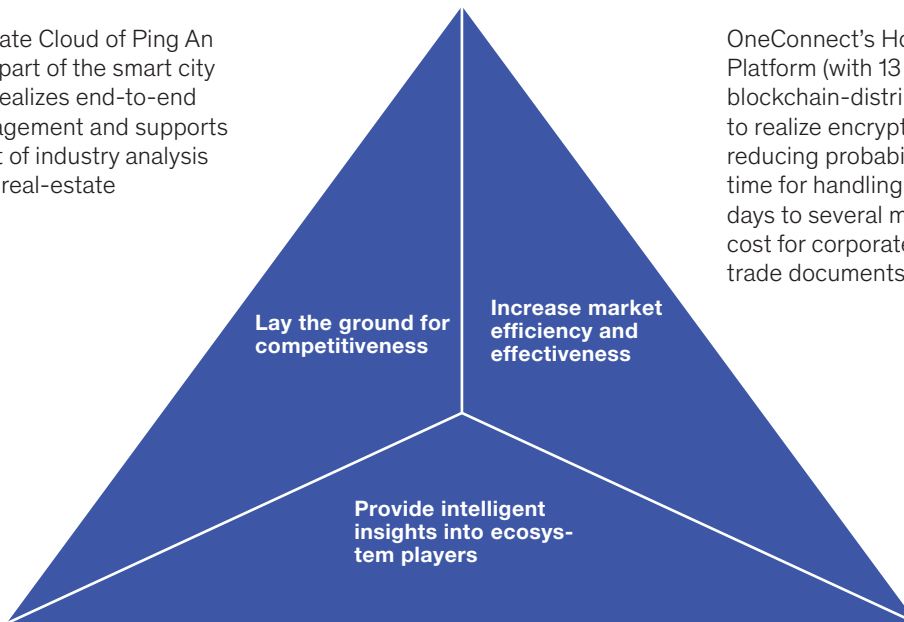 ate Cloud of Ping An
part of the smart city
ealizes end-to-end
agement and supports
t of industry analysis
real-estate
OneConnect’s Ho
Platform (with 13
blockchain-distri
to realize encrypt
reducing probabi
time for handling
days to several m
cost for corporate
trade documents
Lay the ground for
competitiveness
Increase market
efficiency and
effectiveness
Provide intelligent
insights into ecosys-
tem players